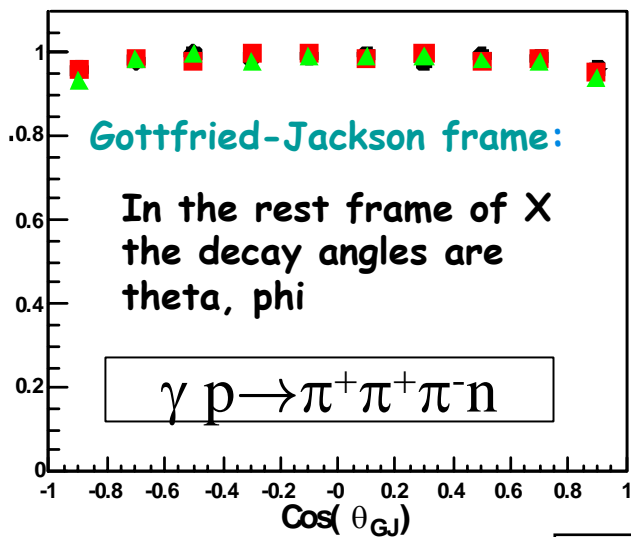 1
0.8
Gottfried-Jackson frame:
In the rest frame of X
0.6
the decay angles are
theta, phi
0.4
γ p→π⁺π⁺π⁻n
0.2
0
-1 -0.8 -0.6 -0.4 -0.2 -0 0.2 0.4 0.6 0.8 1
Cos( θ_GJ)